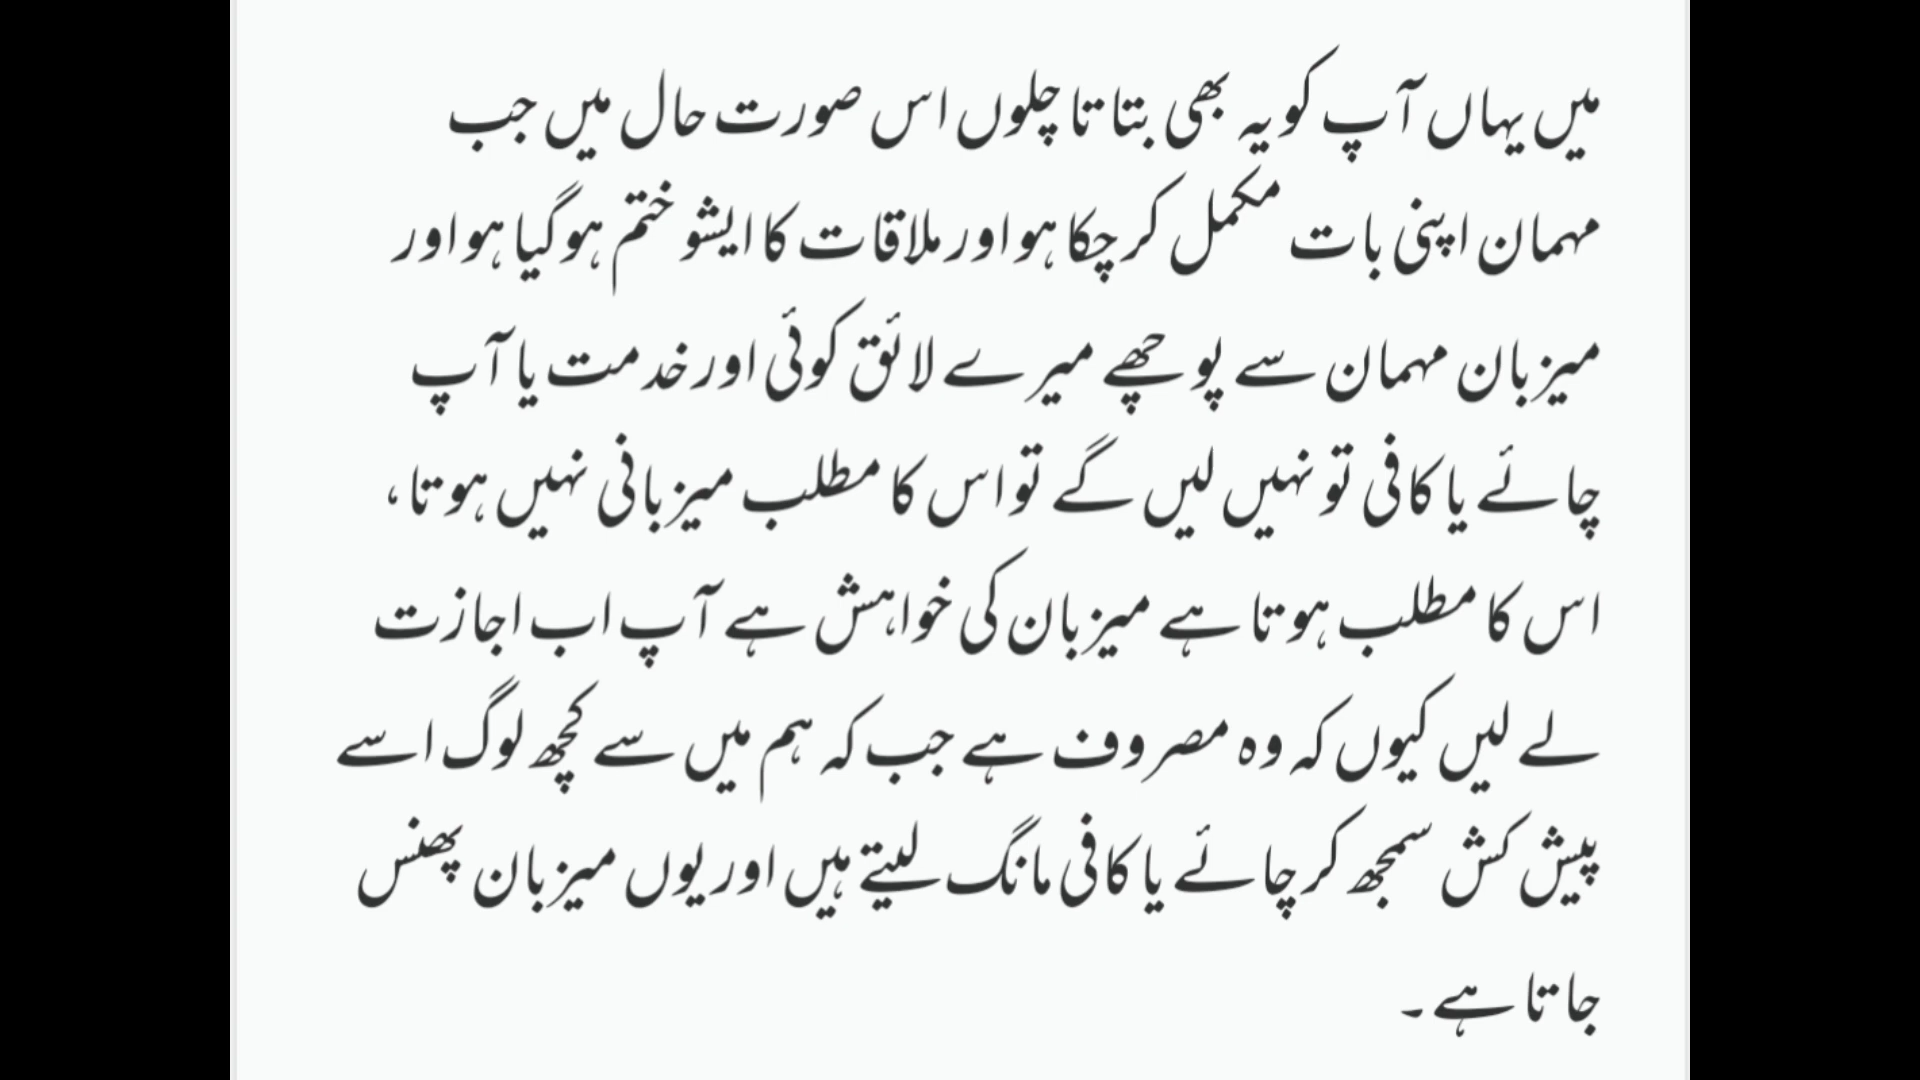 میں یہاں آپ کو یہ بھی بتاتا چلوں اس صورت حال میں جب
مہمان اپنی بات مکمل کر چکا ہو اور ملاقات کا ایشو ختم ہو گیا ہو اور
میزبان مہمان سے پوچھے میرے لائق کوئی اور خدمت یا آپ
چائے یا کافی تو نہیں لیں گے تو اس کا مطلب میزبانی نہیں ہوتا،
اس کا مطلب ہوتا ہے میزبان کی خواہش ہے آپ اب اجازت
لے لیں کیوں کہ وہ مصروف ہے جب کہ ہم میں سے کچھ لوگ اسے
پیش کش سمجھ کر چائے یا کافی مانگ لیتے ہیں اور یوں میزبان پھنس
جاتا ہے۔